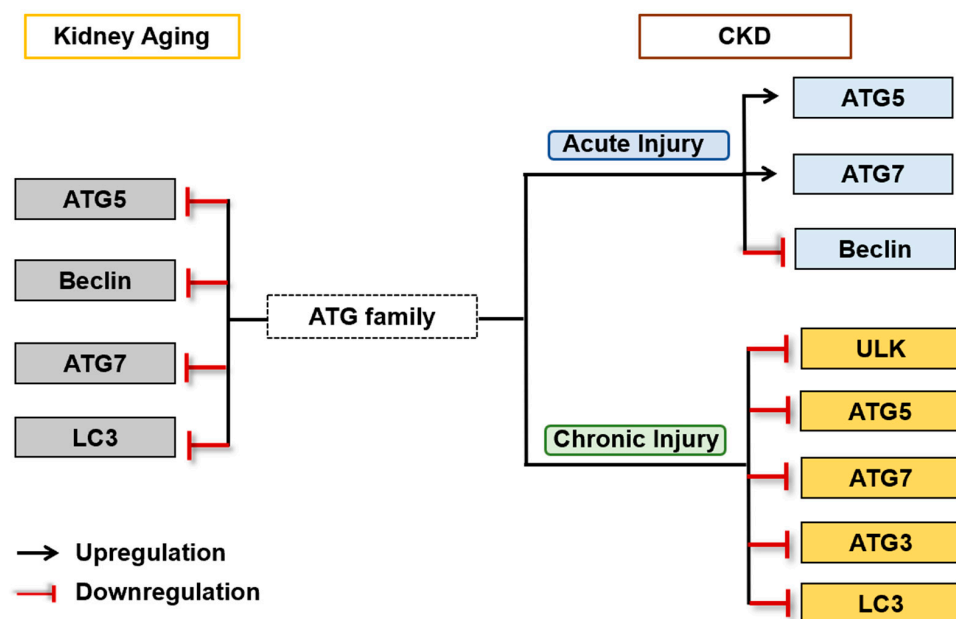 Kidney Aging
CKD
ATG5
Beclin
ATG7
LC3
ATG family
Acute Injury
ATG5
ATG7
Beclin
Chronic Injury
ULK
ATG5
ATG7
ATG3
LC3
Upregulation
Downregulation